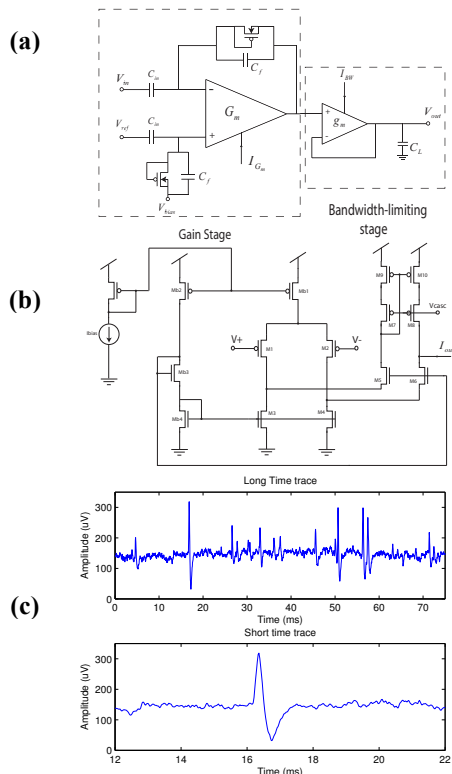 (a)
C_f
V_in
C_in
G_m
I_BW
V_ref
C_in
g_m
V_out
C_L
I_{G_m}
C_f
V_bias
Gain Stage
Bandwidth-limiting
stage
(b)
Mb2
Mb1
M9
M10
Vcasc
M7
M8
Ibias
V+
M1
M2
V-
Mb3
M5
M6
Mb4
M3
M4
Long Time trace
(c)
Amplitude (uV)
300
200
100
0
10
20
30
40
50
60
70
Time (ms)
Short time trace
Amplitude (uV)
300
200
100
0
12
14
16
18
20
22
Time (ms)